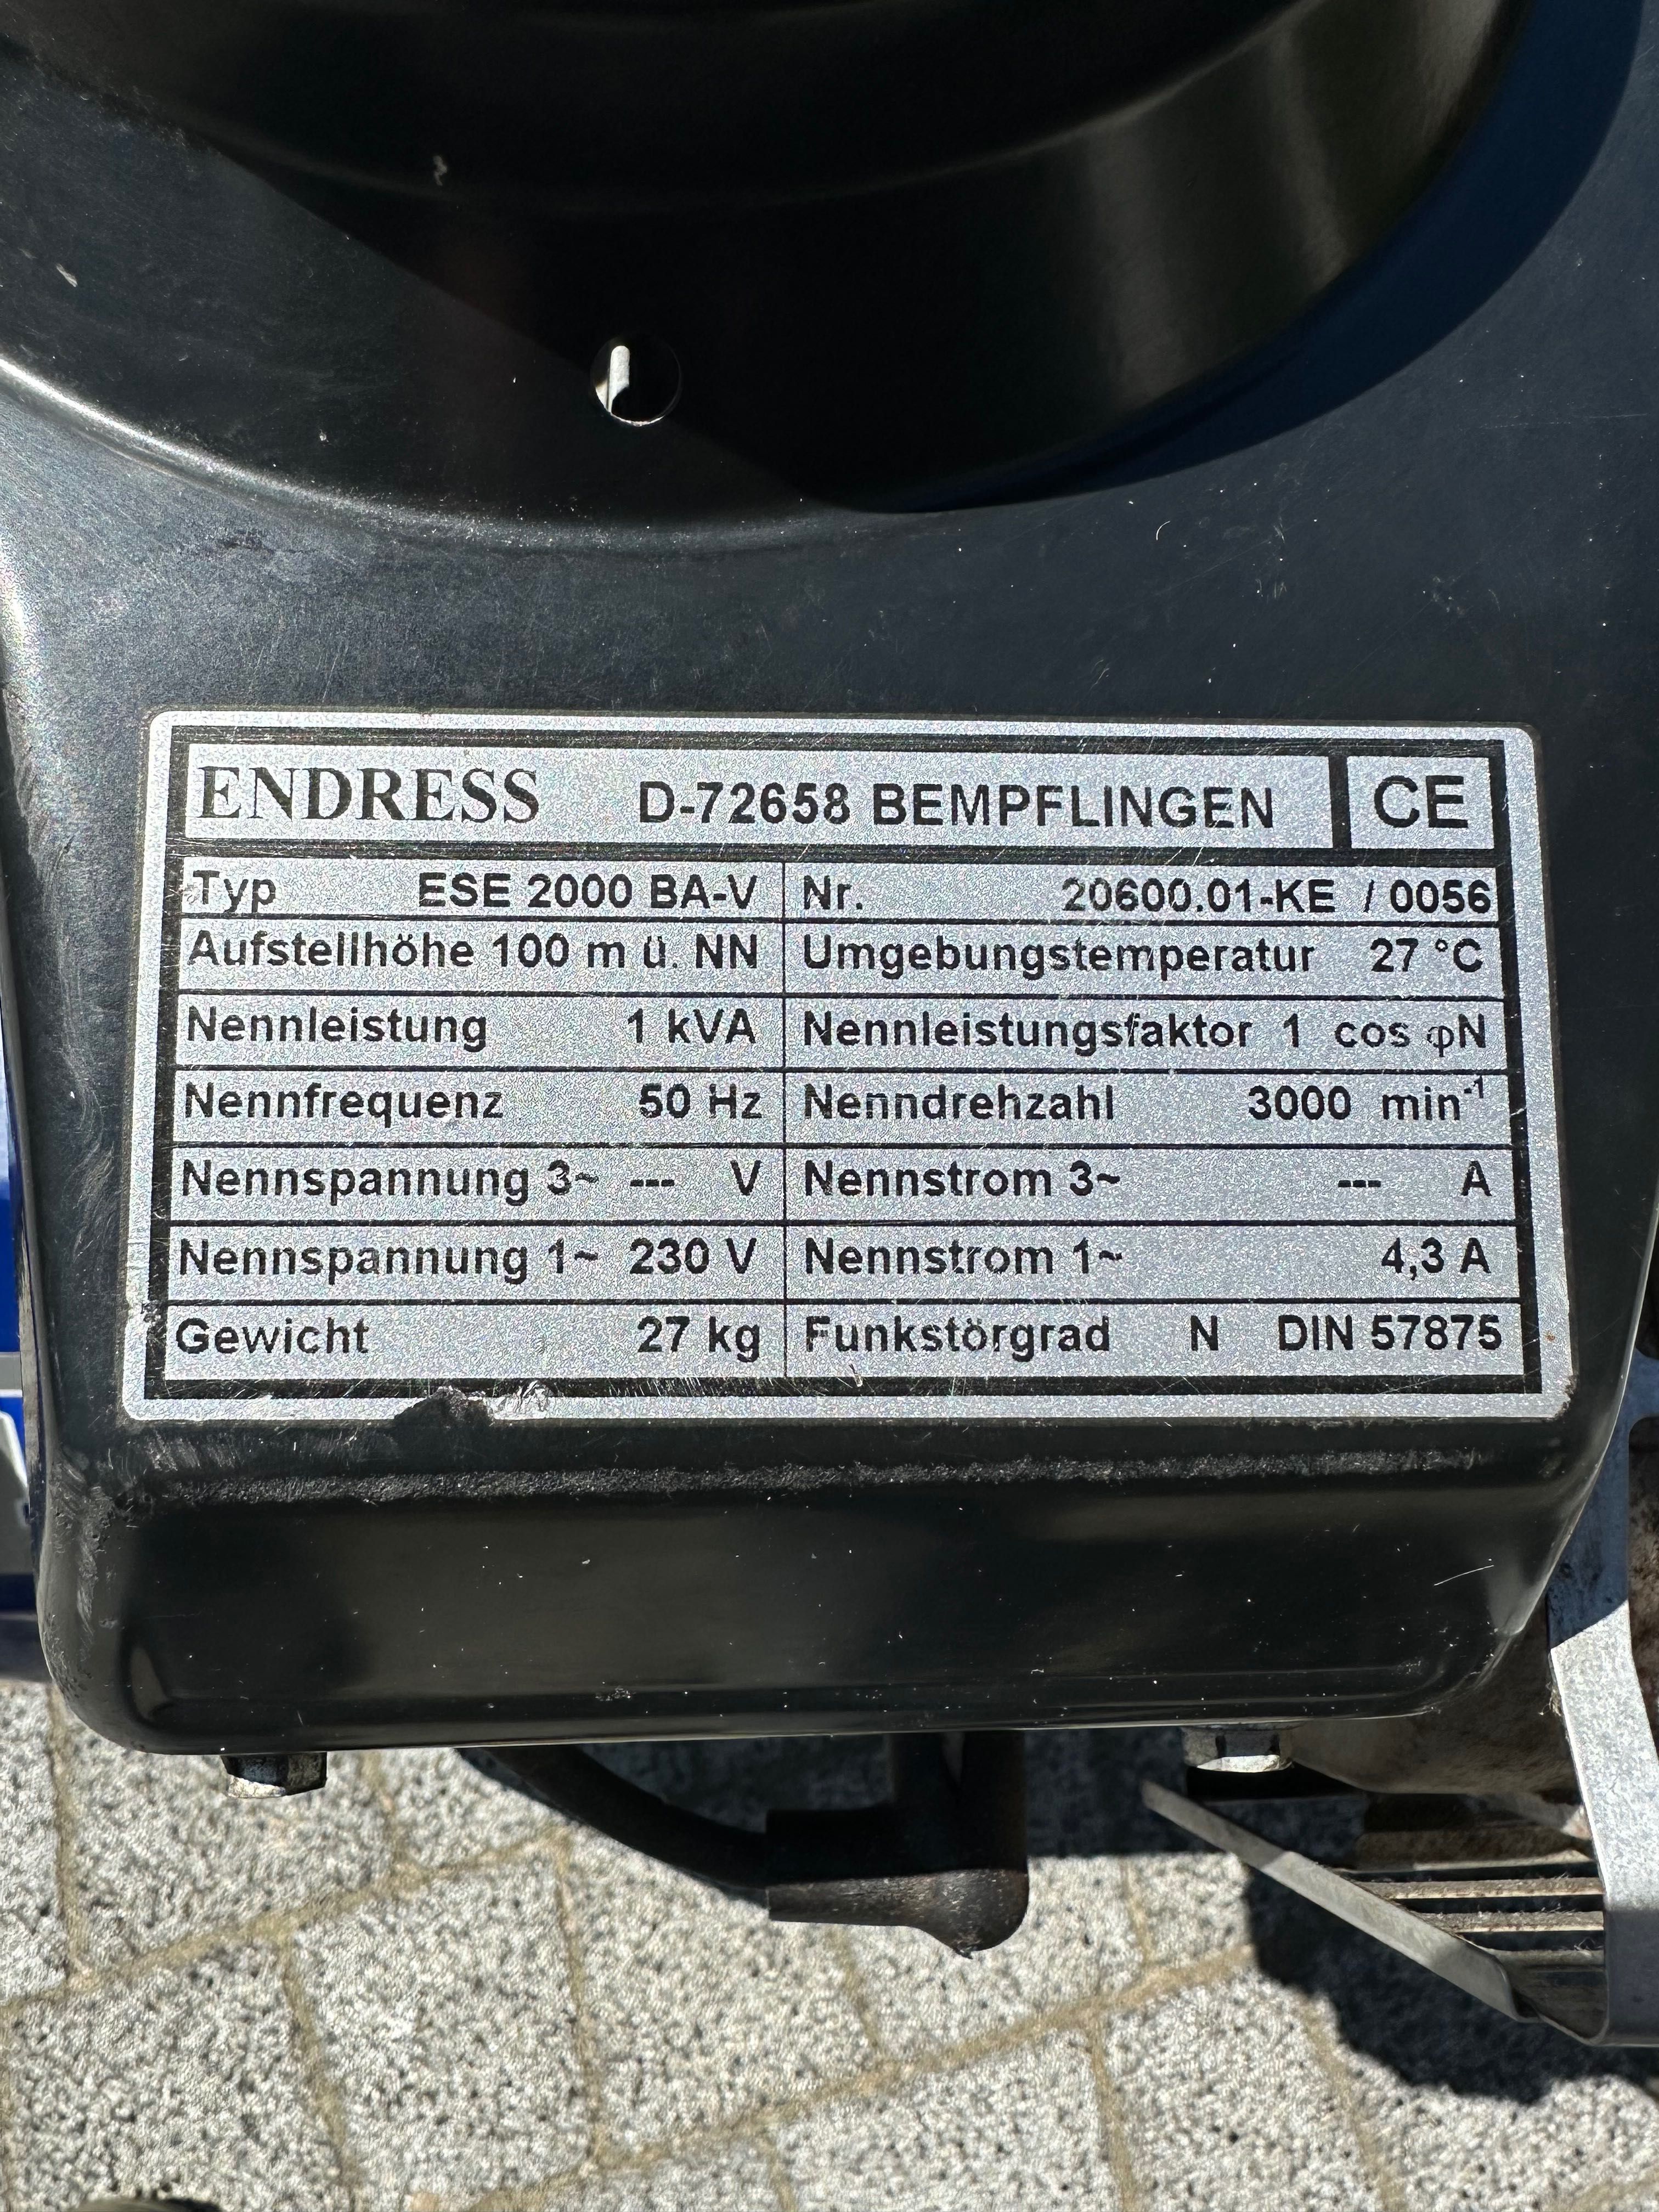 ENDRESS D-72658 BEMPFLINGEN CE
Typ ESE 2000 BA-V Nr. 20600.01-KE / 0056
Aufstellhöhe 100 m ü. NN Umgebungstemperatur 27 °C
Nennleistung 1 kVA Nennleistungsfaktor 1 cos φN
Nennfrequenz 50 Hz Nenndrehzahl 3000 min⁻¹
Nennspannung 3~ --- V Nennstrom 3~ --- A
Nennspannung 1~ 230 V Nennstrom 1~ 4,3 A
Gewicht 27 kg Funkstörgrad N DIN 57875